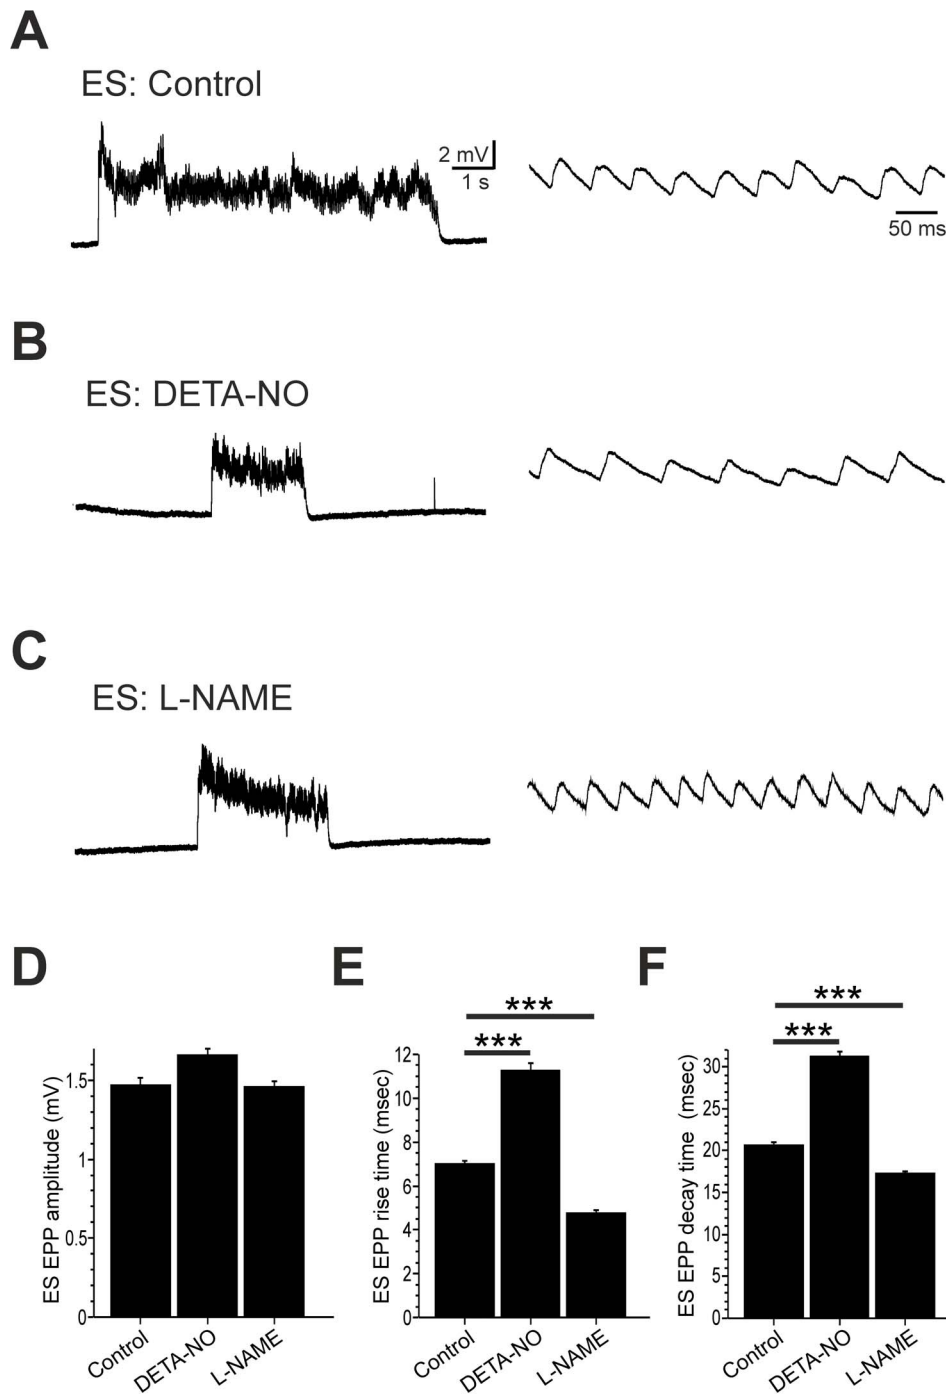 A
ES: Control
2 mV
1 s
50 ms
B
ES: DETA-NO
C
ES: L-NAME
D
ES EPP amplitude (mV)
1.5
1
0.5
0
Control
DETA-NO
L-NAME
E
***
***
ES EPP rise time (msec)
12
10
8
6
4
2
0
Control
DETA-NO
L-NAME
F
***
***
ES EPP decay time (msec)
30
25
20
15
10
5
0
Control
DETA-NO
L-NAME